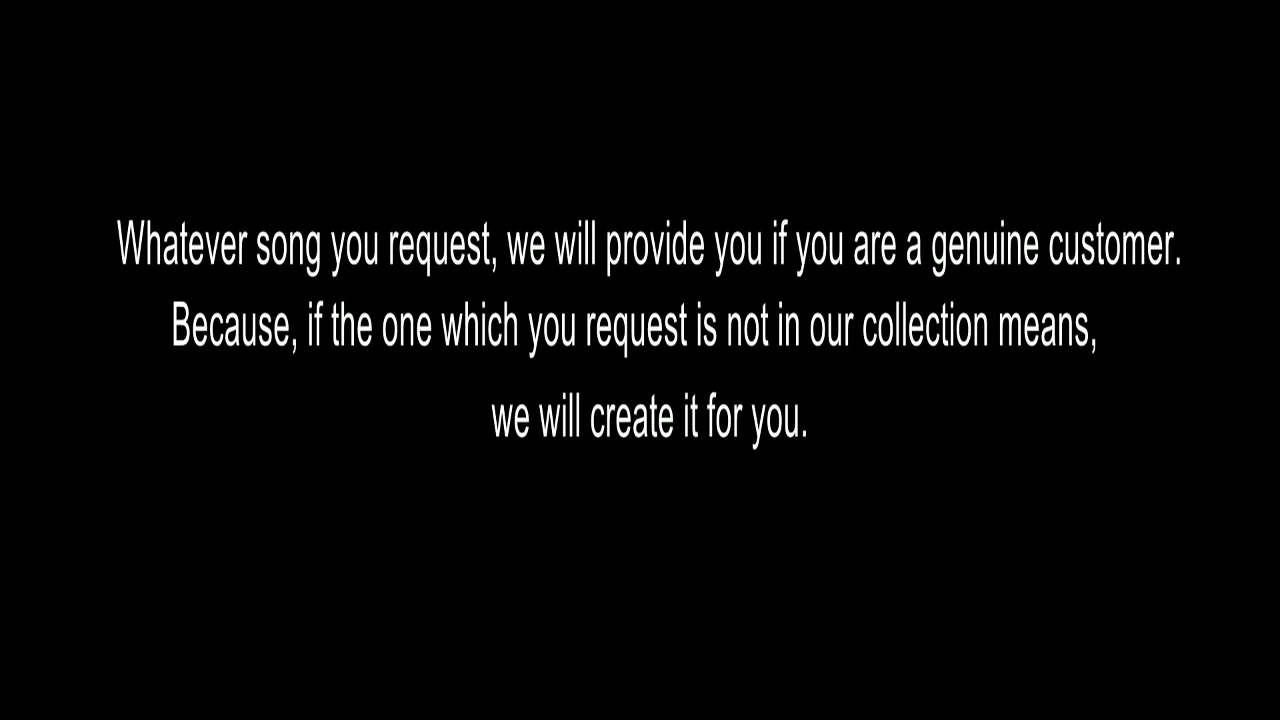 Whatever song you request, we will provide you if you are a genuine customer.
Because, if the one which you request is not in our collection means,
we will create it for you.